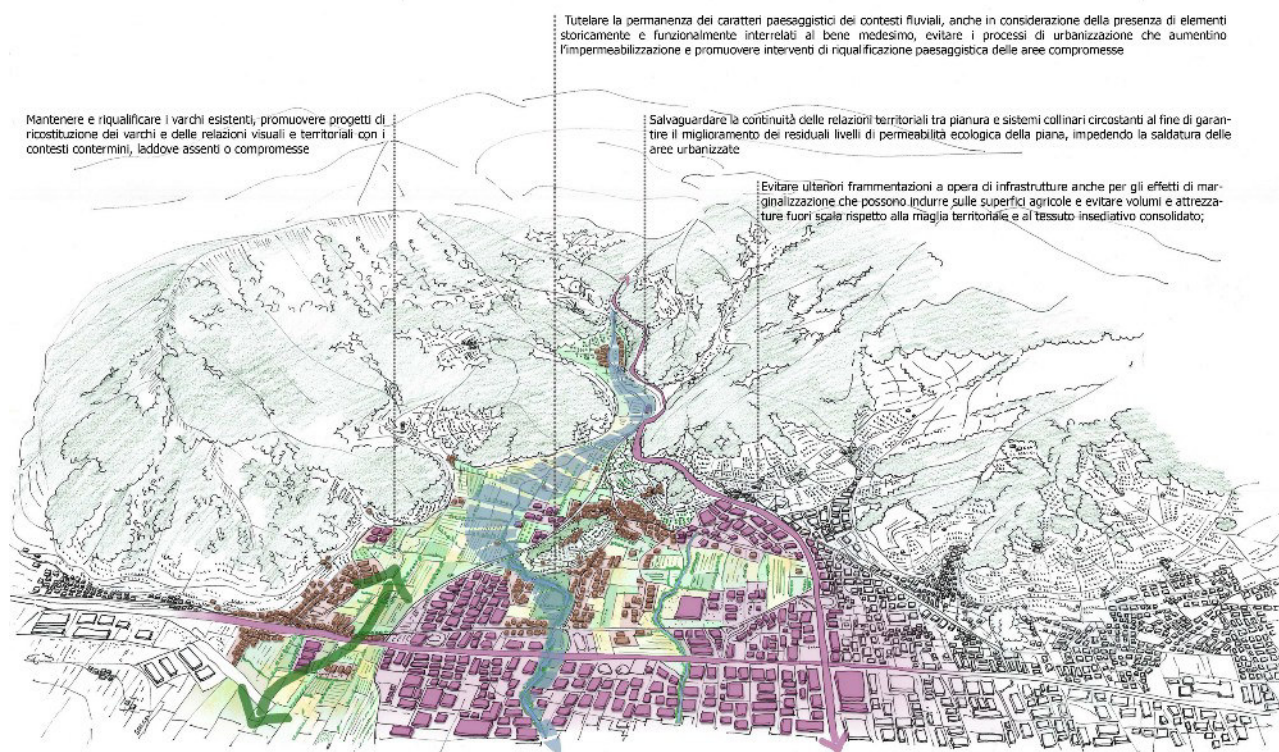 Tutelare la permanenza dei caratteri paesaggistici dei contesti fluviali, anche in considerazione della presenza di elementi
storicamente e funzionalmente interrelati al bene medesimo, evitare i processi di urbanizzazione che aumentino
l'impermeabilizzazione e promuovere interventi di riqualificazione paesaggistica delle aree compromesse
Mantenere e riqualificare i varchi esistenti, promuovere progetti di
ricostituzione dei varchi e delle relazioni visuali e territoriali con i
contesti contermini, laddove assenti o compromesse
Salvaguardare la continuità delle relazioni territoriali tra pianura e sistemi collinari circostanti al fine di garan-
tire il miglioramento dei residuali livelli di permeabilità ecologica della piana, impedendo la saldatura delle
aree urbanizzate
Evitare ulteriori frammentazioni a opera di infrastrutture anche per gli effetti di mar-
ginalizzazione che possono indurre sulle superfici agricole e evitare volumi e attrezza-
ture fuori scala rispetto alla maglia territoriale e al tessuto insediativo consolidato;